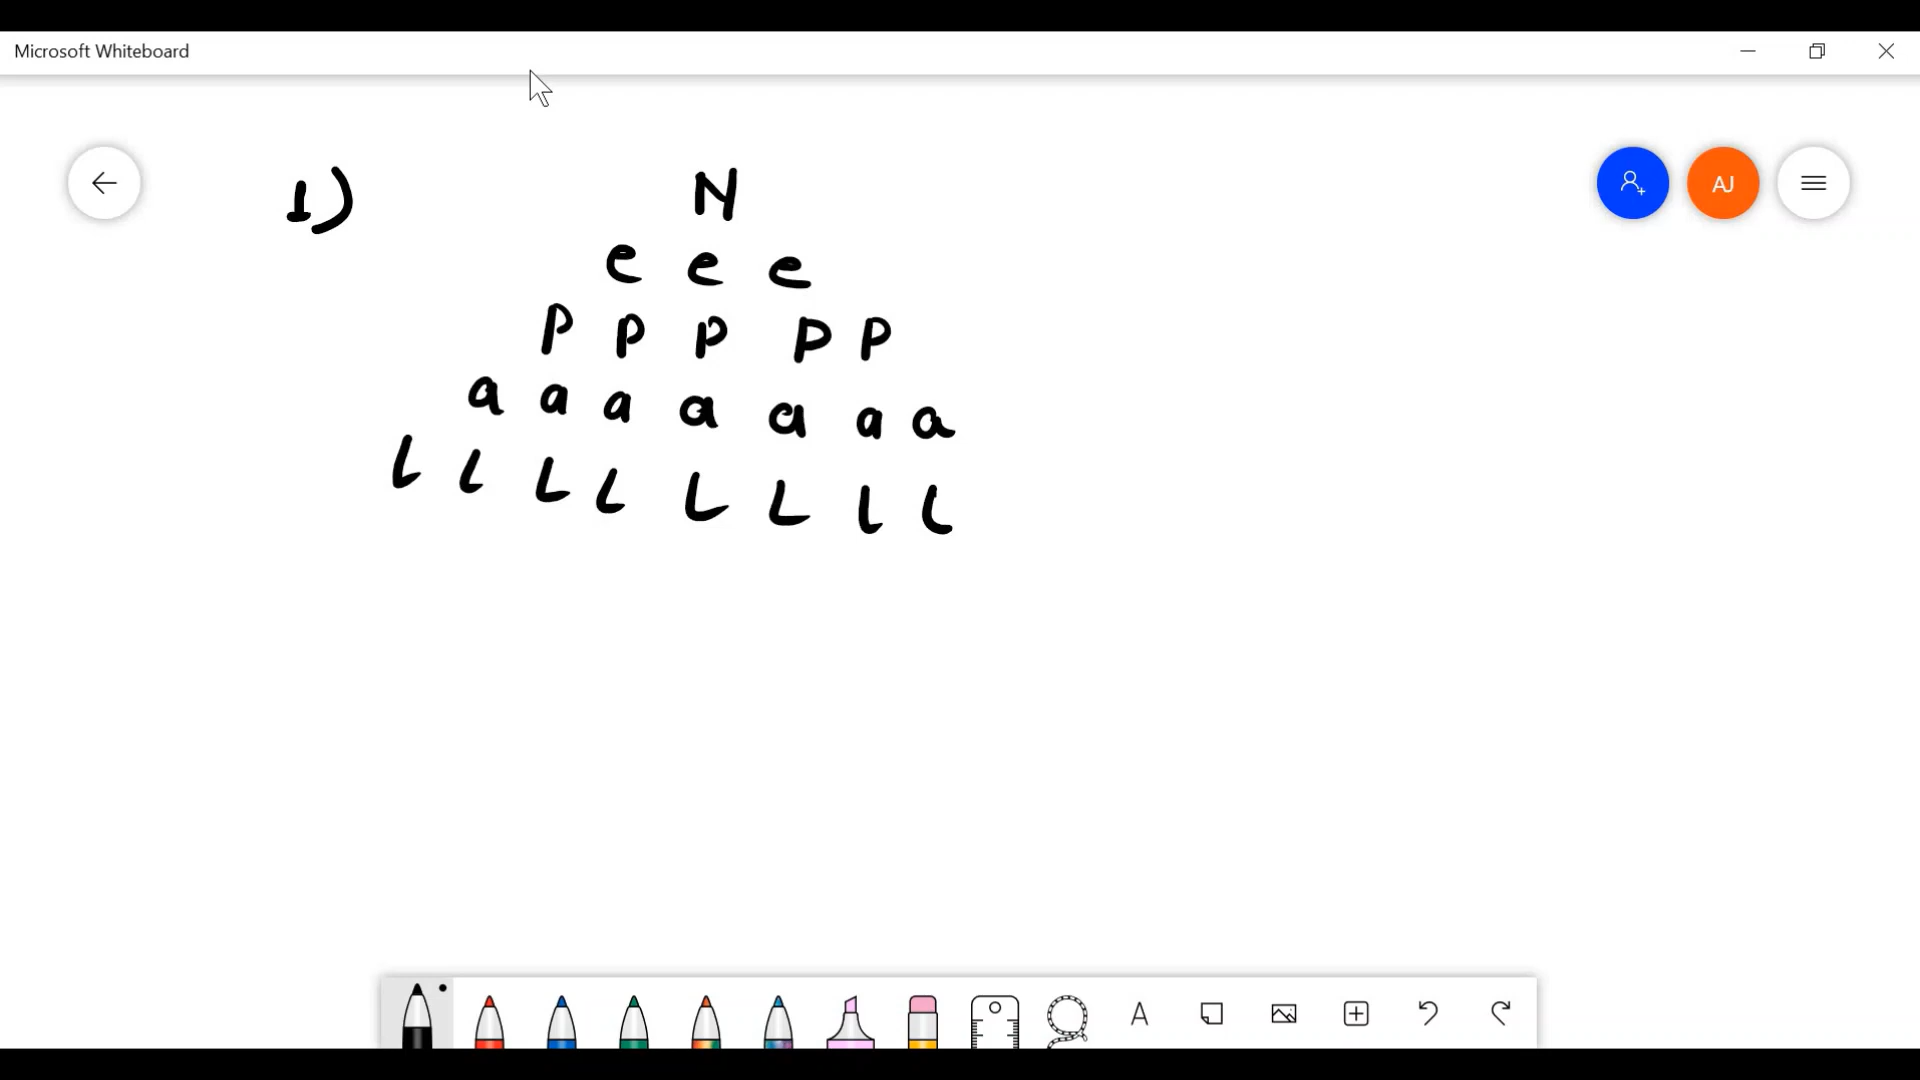 Microsoft Whiteboard
1) N
e e e
p p p p p
a a a a a a a
L L L L L L L L
AJ
A